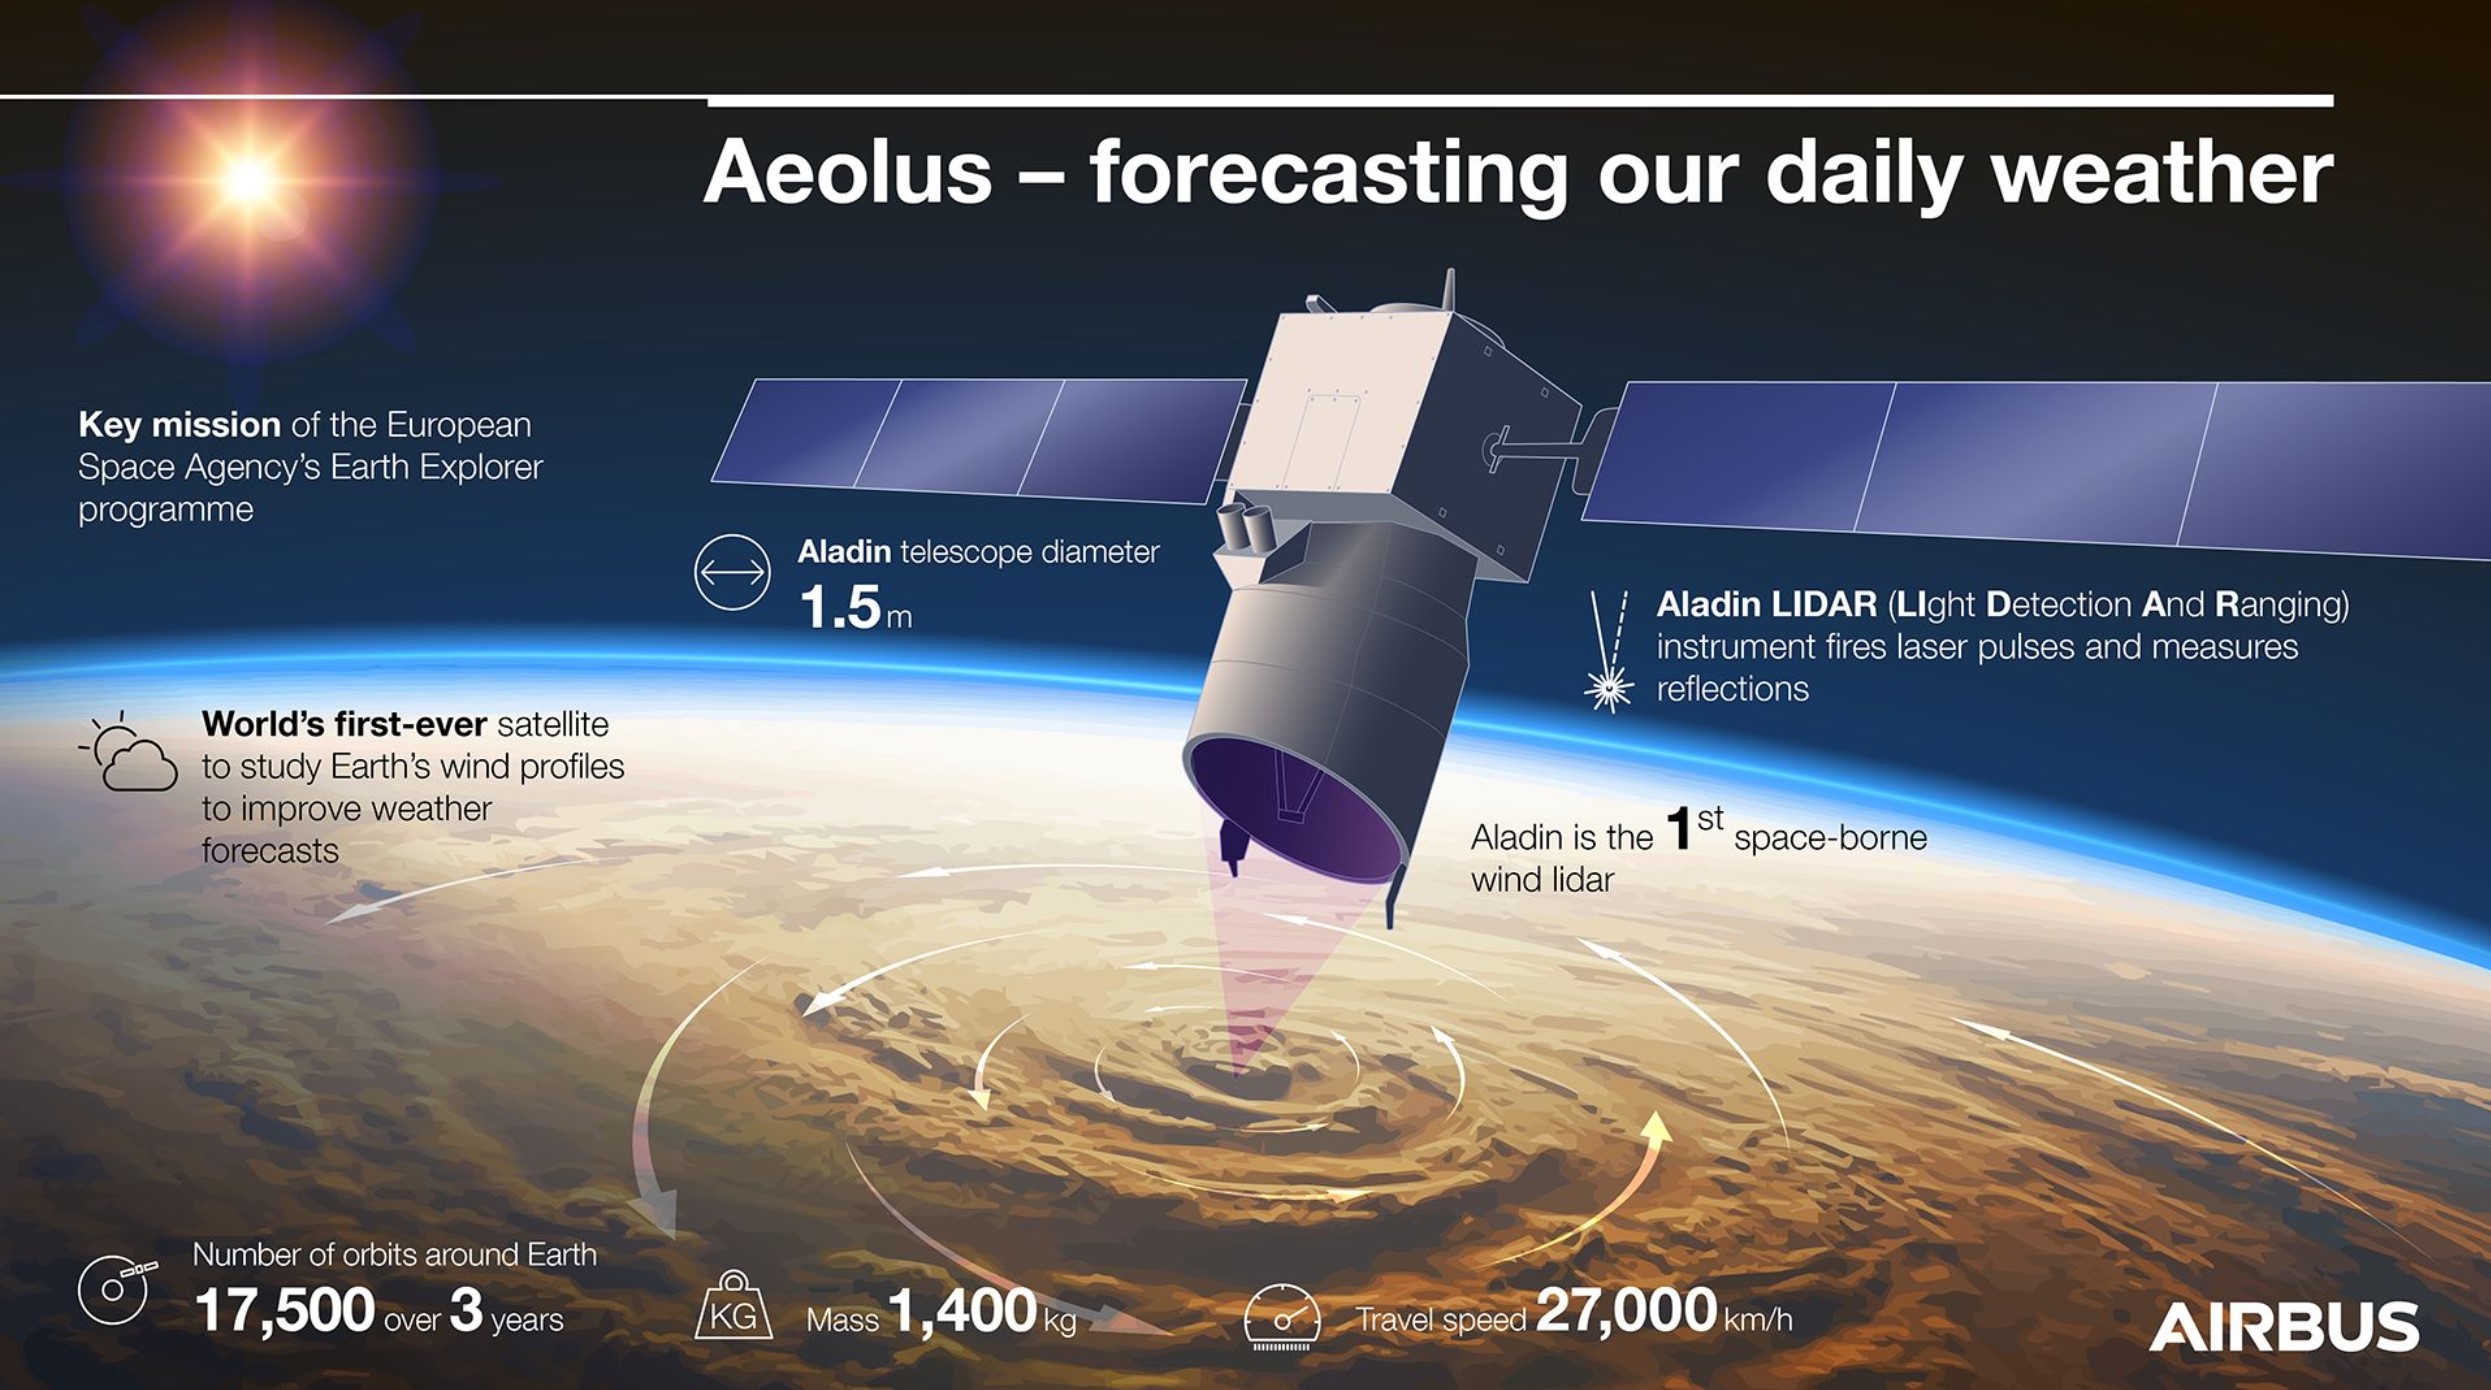 Aeolus – forecasting our daily weather
Key mission of the European
Space Agency's Earth Explorer
programme
Aladin telescope diameter
1.5 m
Aladin LIDAR (LIght Detection And Ranging)
instrument fires laser pulses and measures
reflections
World's first-ever satellite
to study Earth's wind profiles
to improve weather
forecasts
Aladin is the 1st space-borne
wind lidar
Number of orbits around Earth
17,500 over 3 years
KG
Mass 1,400 kg
Travel speed 27,000 km/h
AIRBUS